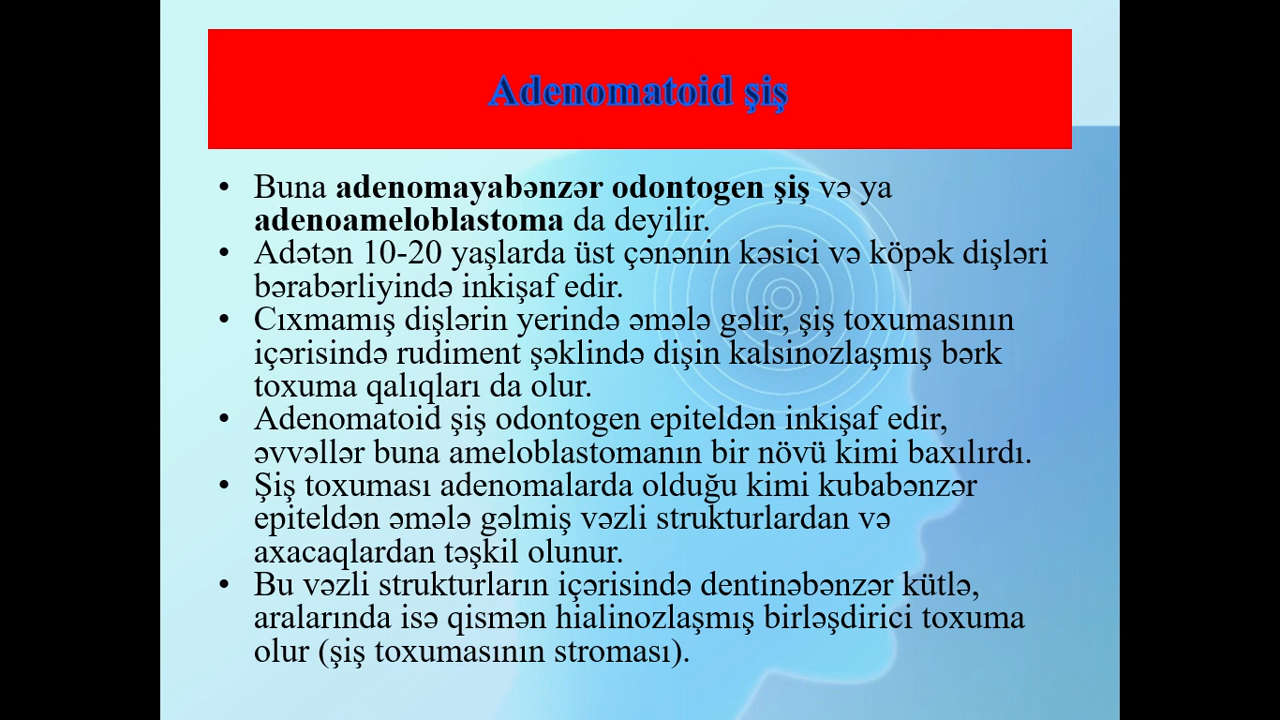 Adenomatoid şiş
• Buna adenomayabənzər odontogen şiş və ya
adenoameloblastoma da deyilir.
• Adətən 10-20 yaşlarda üst çənənin kəsici və köpək dişləri
bərabərliyində inkişaf edir.
• Cıxmamış dişlərin yerində əmələ gəlir, şiş toxumasının
içərisində rudiment şəklində dişin kalsinozlaşmış bərk
toxuma qalıqları da olur.
• Adenomatoid şiş odontogen epiteldən inkişaf edir,
əvvəllər buna ameloblastomanın bir növü kimi baxılırdı.
• Şiş toxuması adenomalarda olduğu kimi kubabənzər
epiteldən əmələ gəlmiş vəzli strukturlardan və
axacaqlardan təşkil olunur.
• Bu vəzli strukturların içərisində dentinəbənzər kütlə,
aralarında isə qismən hialinozlaşmış birləşdirici toxuma
olur (şiş toxumasının stroması).